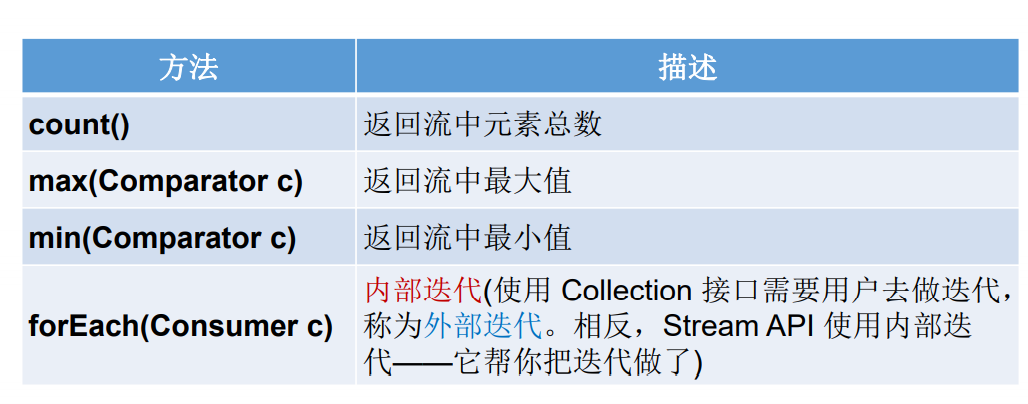 方法 描述
count() 返回流中元素总数
max(Comparator c) 返回流中最大值
min(Comparator c) 返回流中最小值
forEach(Consumer c) 内部迭代(使用 Collection 接口需要用户去做迭代，
称为外部迭代。相反，Stream API 使用内部迭
代——它帮你把迭代做了)